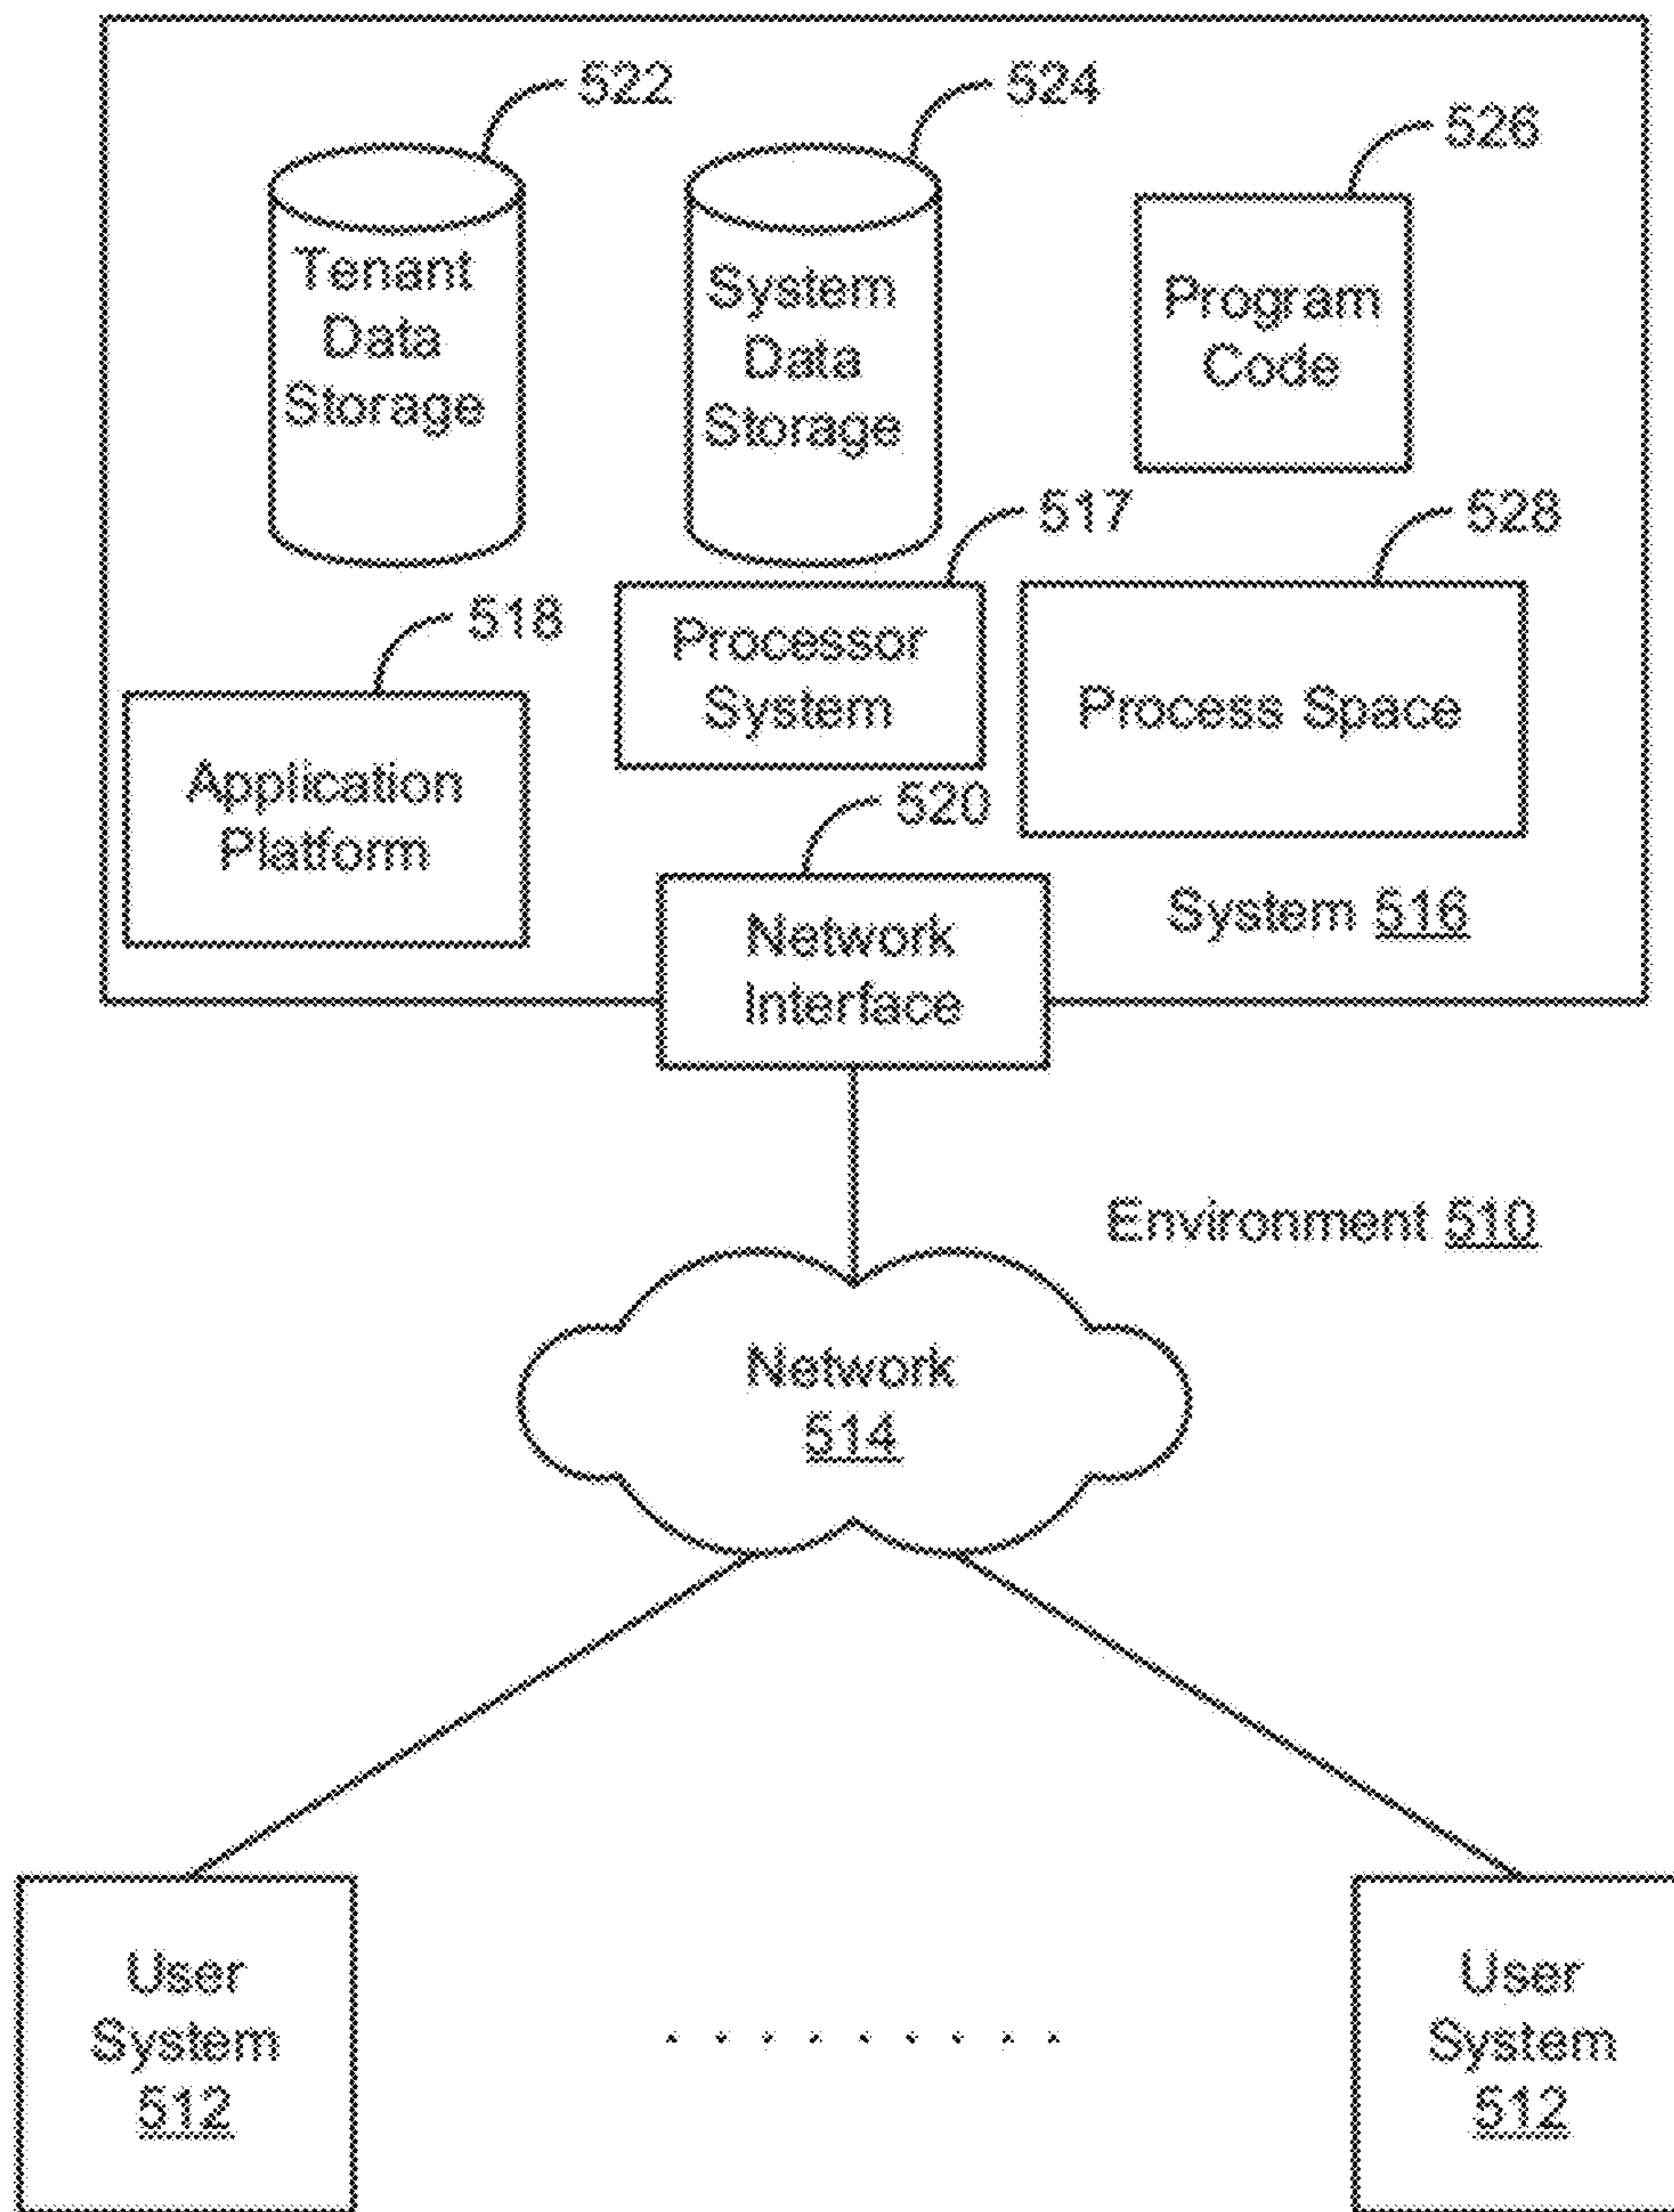 522
524
526
Tenant
Data
Storage
System
Data
Storage
Program
Code
517
528
518
Processor
System
Process Space
Application
Platform
520
System 516
Network
Interface
Environment 510
Network
514
User
System
512
.........
User
System
512